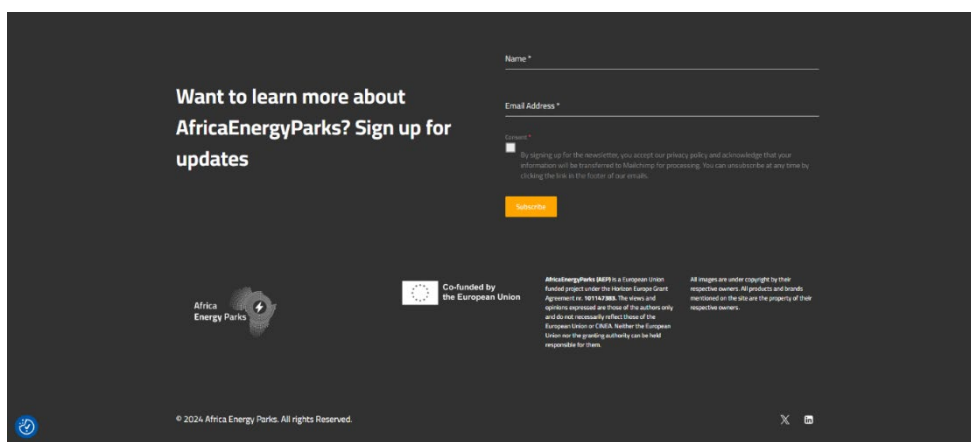 Name *
Want to learn more about
AfricaEnergyParks? Sign up for
updates
Email Address *
Consent *
By signing up for the newsletter, you accept our privacy policy and acknowledge that your
information will be transferred to Mailchimp for processing. You can unsubscribe at any time by
clicking the link in the footer of our emails.
Subscribe
Africa
Energy Parks
Co-funded by
the European Union
AfricaEnergyParks (AEP) is a European Union
funded project under the Horizon Europe Grant
Agreement nr. 101147383. The views and
opinions expressed are those of the authors only
and do not necessarily reflect those of the
European Union or CINEA. Neither the European
Union nor the granting authority can be held
responsible for them.
All images are under copyright by their
respective owners. All products and brands
mentioned on the site are the property of their
respective owners.
© 2024 Africa Energy Parks. All rights Reserved.